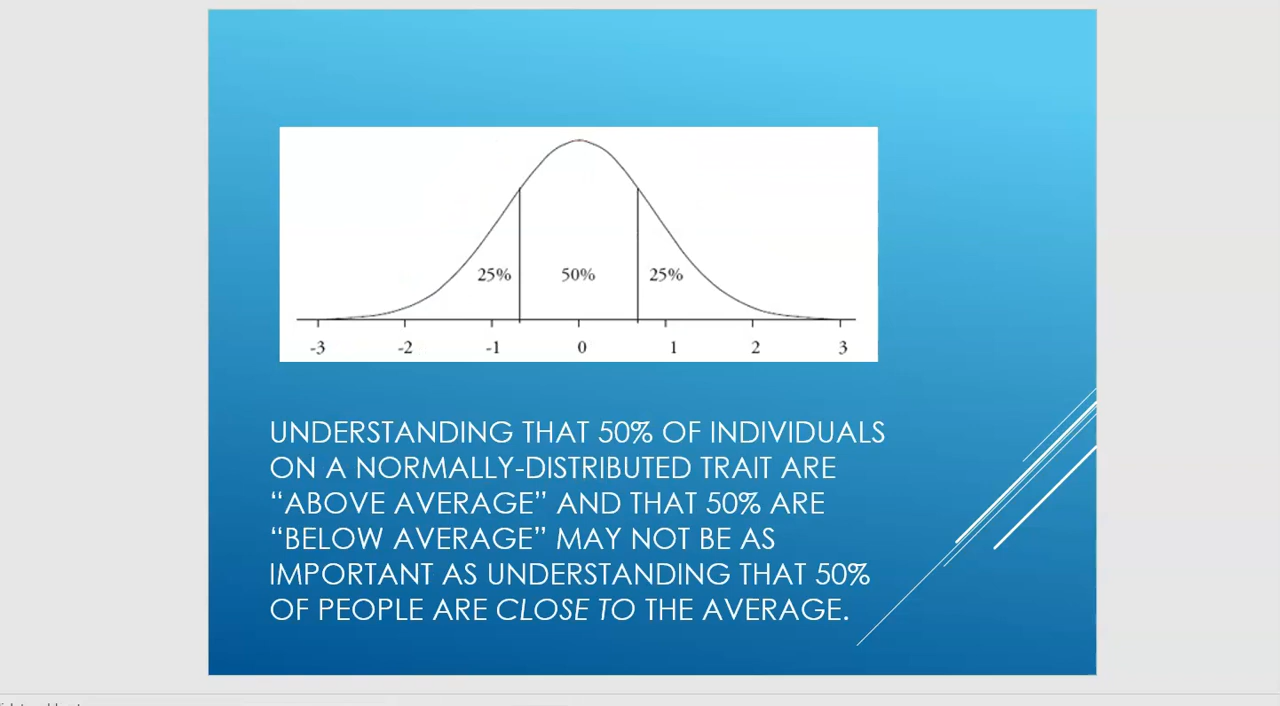 25% 50% 25%
-3 -2 -1 0 1 2 3
UNDERSTANDING THAT 50% OF INDIVIDUALS
ON A NORMALLY-DISTRIBUTED TRAIT ARE
“ABOVE AVERAGE” AND THAT 50% ARE
“BELOW AVERAGE” MAY NOT BE AS
IMPORTANT AS UNDERSTANDING THAT 50%
OF PEOPLE ARE CLOSE TO THE AVERAGE.